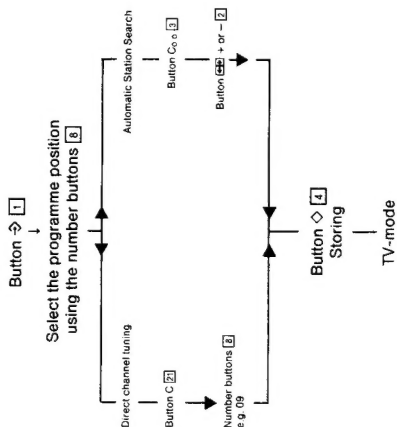 Button -> 1
Select the programme position
using the number buttons 8
Direct channel tuning
Button C 21
Number buttons 8
e.g. 09
Automatic Station Search
Button C 3
Button + or – 2
Button ◇ 4
Storing
TV-mode